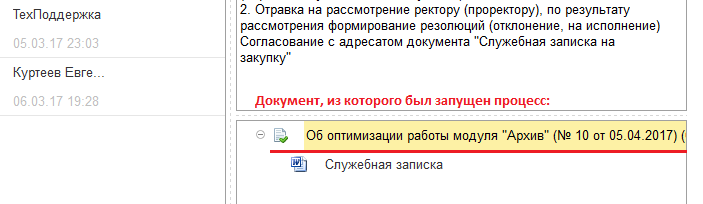 ТехПоддержка
05.03.17 23:03
Куртеев Евге...
06.03.17 19:28
2. Отравка на рассмотрение ректору (проректору), по результату
рассмотрения формирование резолюций (отклонение, на исполнение)
Согласование с адресатом документа "Служебная записка на
закупку"
Документ, из которого был запущен процесс:
Об оптимизации работы модуля "Архив" (№ 10 от 05.04.2017) (
Служебная записка